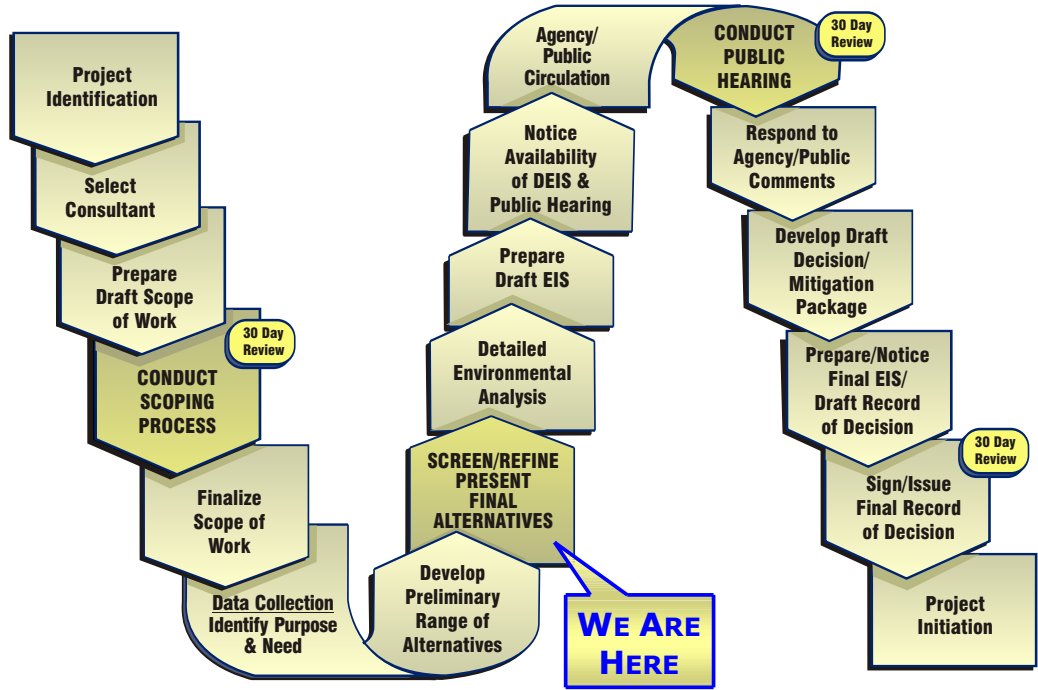 Project
Identification
Select
Consultant
Prepare
Draft Scope
of Work
30 Day
Review
CONDUCT
SCOPING
PROCESS
Finalize
Scope of
Work
Data Collection
Identify Purpose
& Need
Develop
Preliminary
Range of
Alternatives
SCREEN/REFINE
PRESENT
FINAL
ALTERNATIVES
WE ARE
HERE
Detailed
Environmental
Analysis
Prepare
Draft EIS
Notice
Availability
of DEIS &
Public Hearing
Agency/
Public
Circulation
CONDUCT
PUBLIC
HEARING
30 Day
Review
Respond to
Agency/Public
Comments
Develop Draft
Decision/
Mitigation
Package
Prepare/Notice
Final EIS/
Draft Record
of Decision
30 Day
Review
Sign/Issue
Final Record
of Decision
Project
Initiation